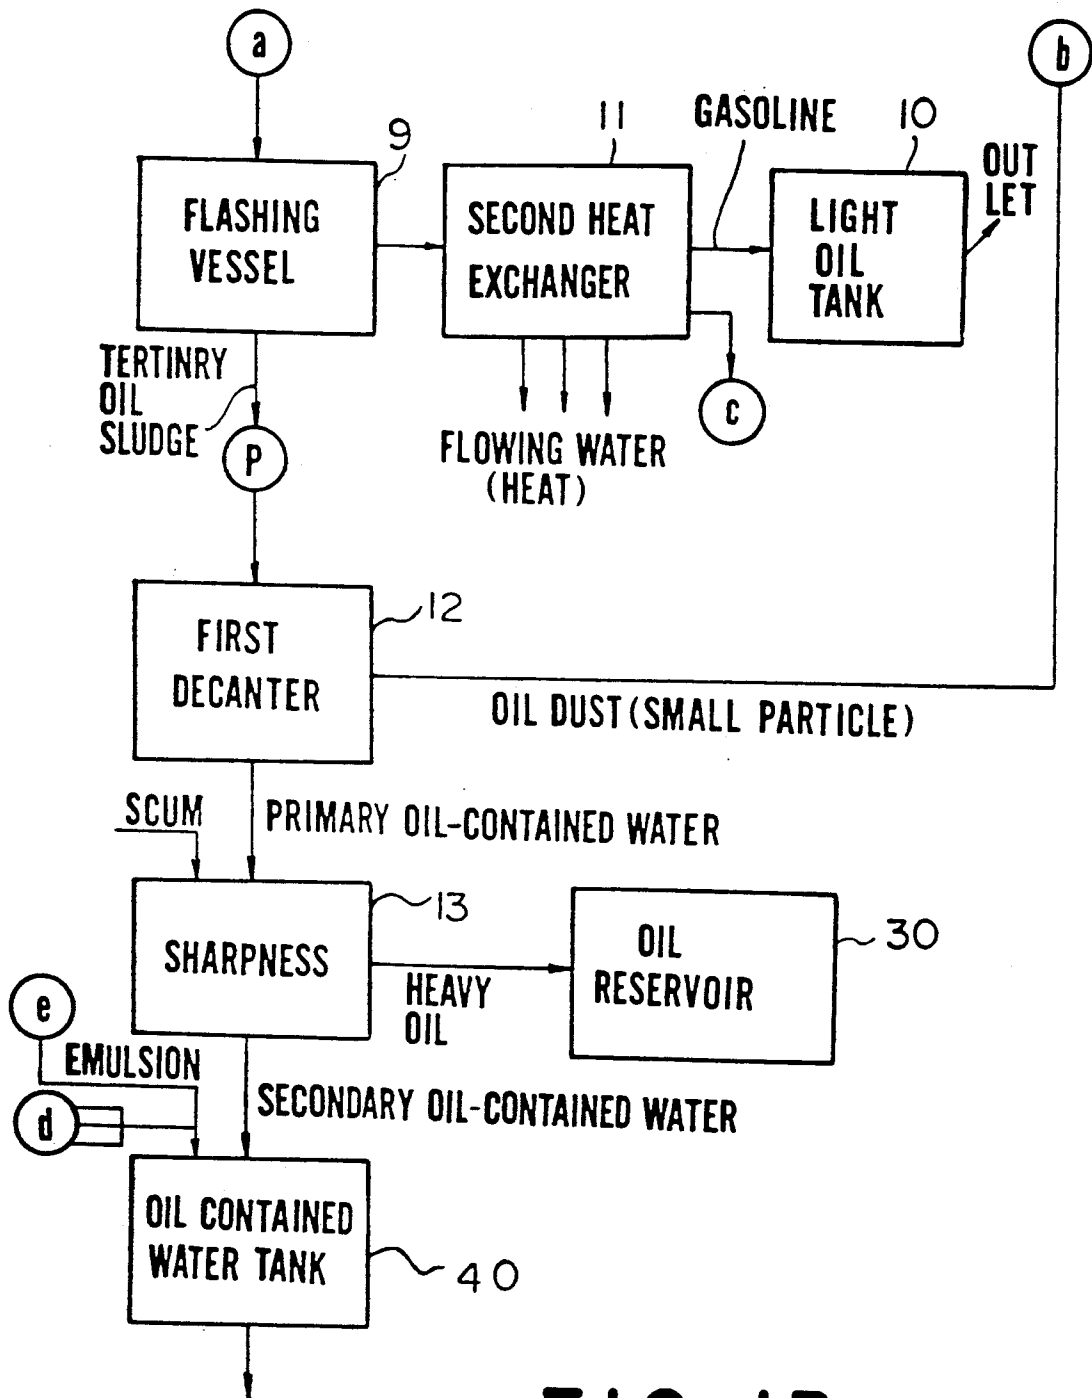 a
b
9
FLASHING
VESSEL
11
SECOND HEAT
EXCHANGER
GASOLINE
10
LIGHT
OIL
TANK
OUT
LET
TERTINRY
OIL
SLUDGE
P
FLOWING WATER
(HEAT)
c
12
FIRST
DECANTER
OIL DUST (SMALL PARTICLE)
SCUM
PRIMARY OIL-CONTAINED WATER
13
SHARPNESS
HEAVY
OIL
OIL
RESERVOIR
30
e
EMULSION
d
SECONDARY OIL-CONTAINED WATER
OIL CONTAINED
WATER TANK
40